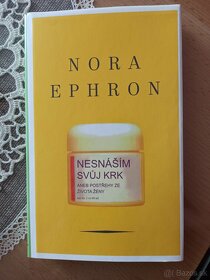 NORA
EPHRON
NESNÁŠÍM
SVŮJ KRK
ANEB POSTŘEHY ZE
ŽIVOTA ŽENY
Bazos.sk